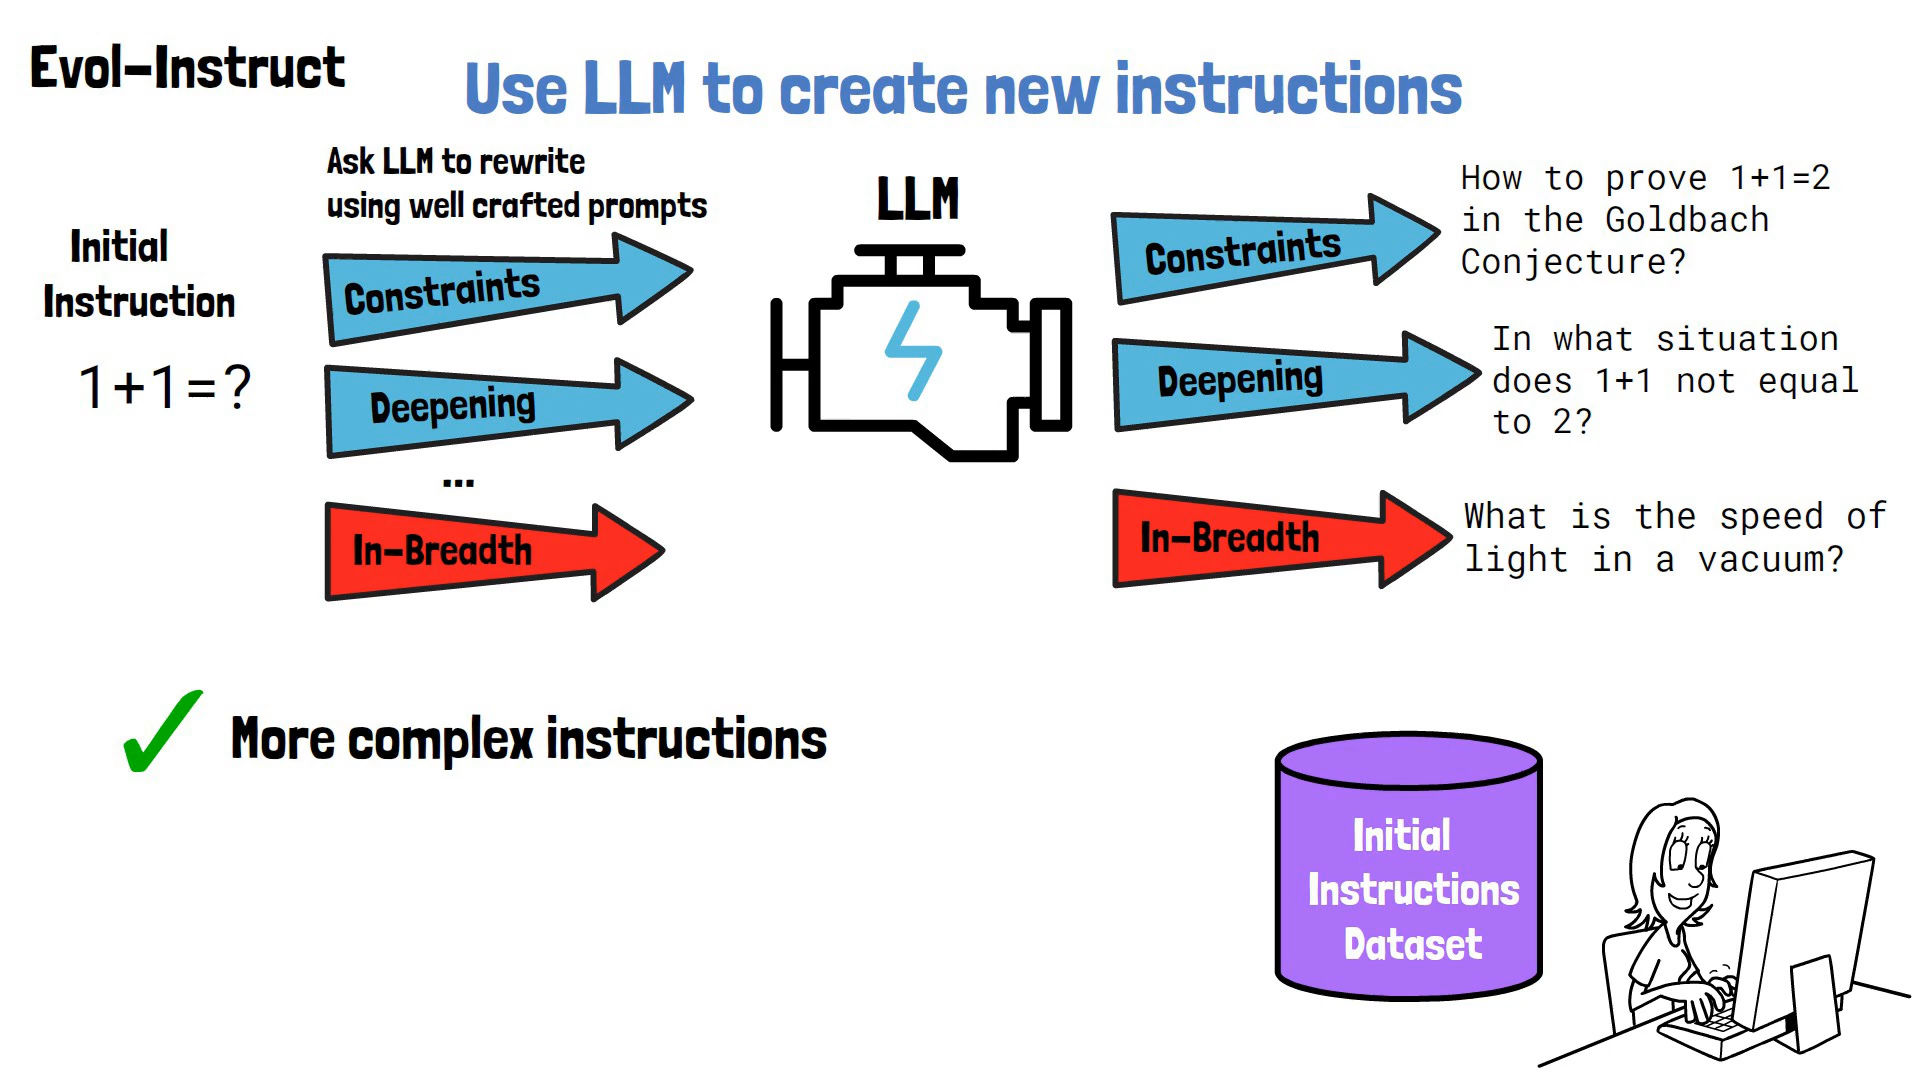 Evol-Instruct
Use LLM to create new instructions
Ask LLM to rewrite
using well crafted prompts
Initial
Instruction
1+1=?
Constraints
Deepening
...
In-Breadth
LLM
Constraints
Deepening
In-Breadth
How to prove 1+1=2
in the Goldbach
Conjecture?
In what situation
does 1+1 not equal
to 2?
What is the speed of
light in a vacuum?
More complex instructions
Initial
Instructions
Dataset